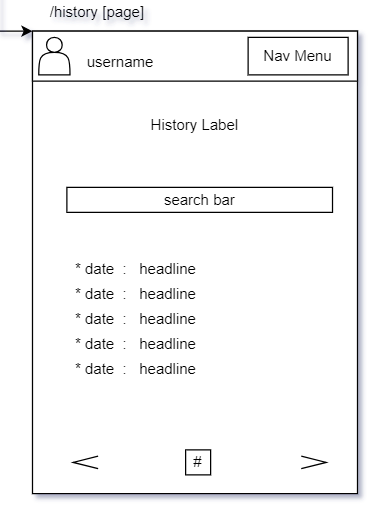 /history [page]
username
Nav Menu
History Label
search bar
* date : headline
* date : headline
* date : headline
* date : headline
* date : headline
#